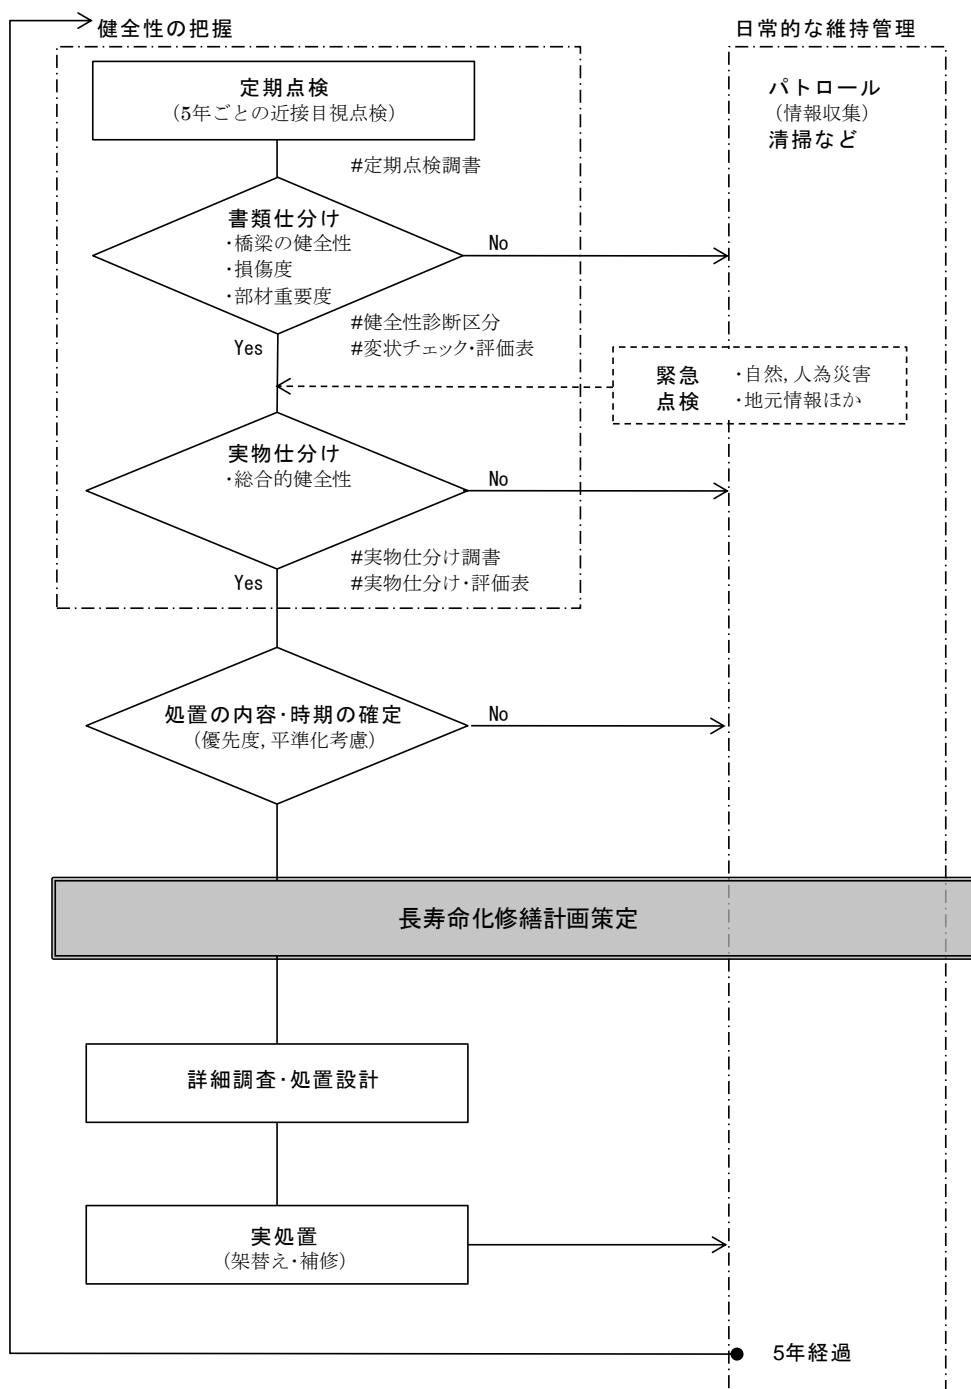 健全性の把握
日常的な維持管理
定期点検
(5年ごとの近接目視点検)
パトロール
(情報収集)
清掃など
#定期点検調書
書類仕分け
・橋梁の健全性
・損傷度
・部材重要度
No
#健全性診断区分
#変状チェック・評価表
Yes
緊急
点検
・自然,人為災害
・地元情報ほか
実物仕分け
・総合的健全性
No
#実物仕分け調書
#実物仕分け・評価表
Yes
処置の内容・時期の確定
(優先度,平準化考慮)
No
長寿命化修繕計画策定
詳細調査・処置設計
実処置
(架替え・補修)
5年経過